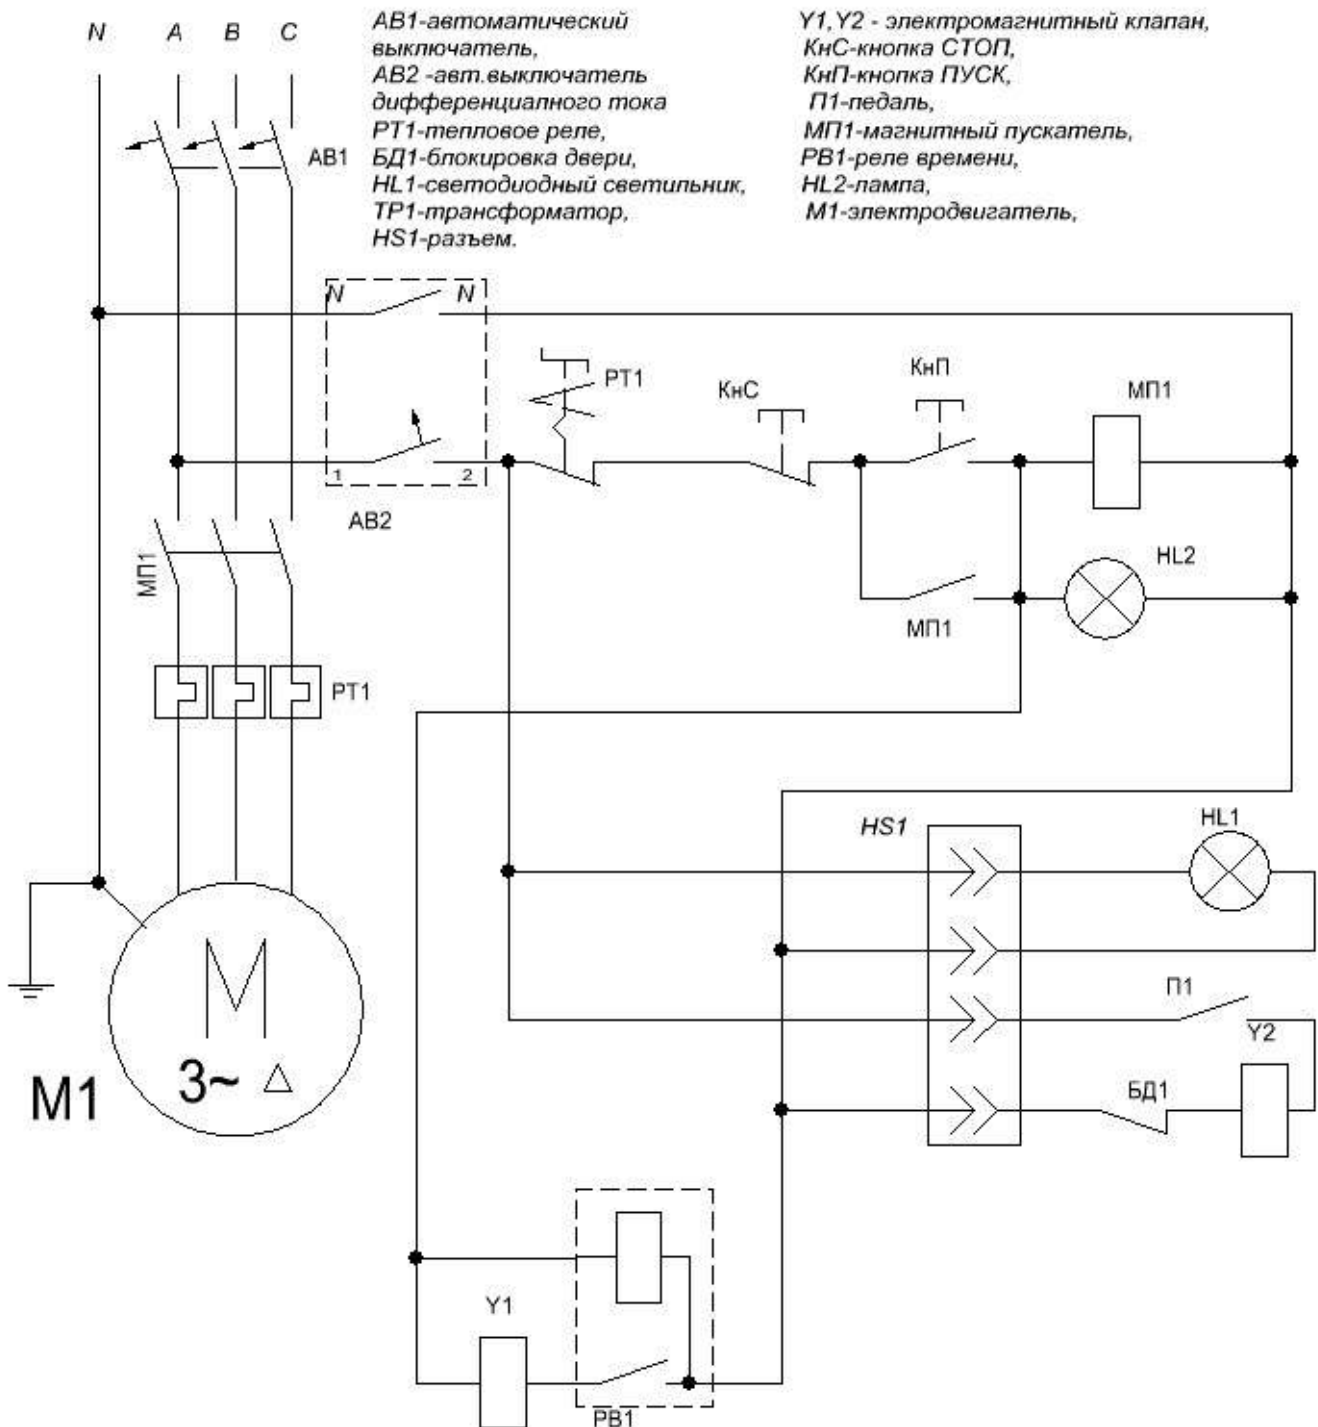 N A B C
АВ1-автоматический
выключатель,
АВ2 -авт.выключатель
дифференциалного тока
РТ1-тепловое реле,
БД1-блокировка двери,
HL1-светодиодный светильник,
ТР1-трансформатор,
HS1-разъем.
Y1,Y2 - электромагнитный клапан,
КнС-кнопка СТОП,
КнП-кнопка ПУСК,
П1-педаль,
МП1-магнитный пускатель,
РВ1-реле времени,
HL2-лампа,
М1-электродвигатель,
АВ1
N N
РТ1
КнС
КнП
МП1
1 2
АВ2
МП1
HL2
МП1
РТ1
HS1
HL1
П1
Y2
БД1
М
3~ Δ
М1
Y1
РВ1